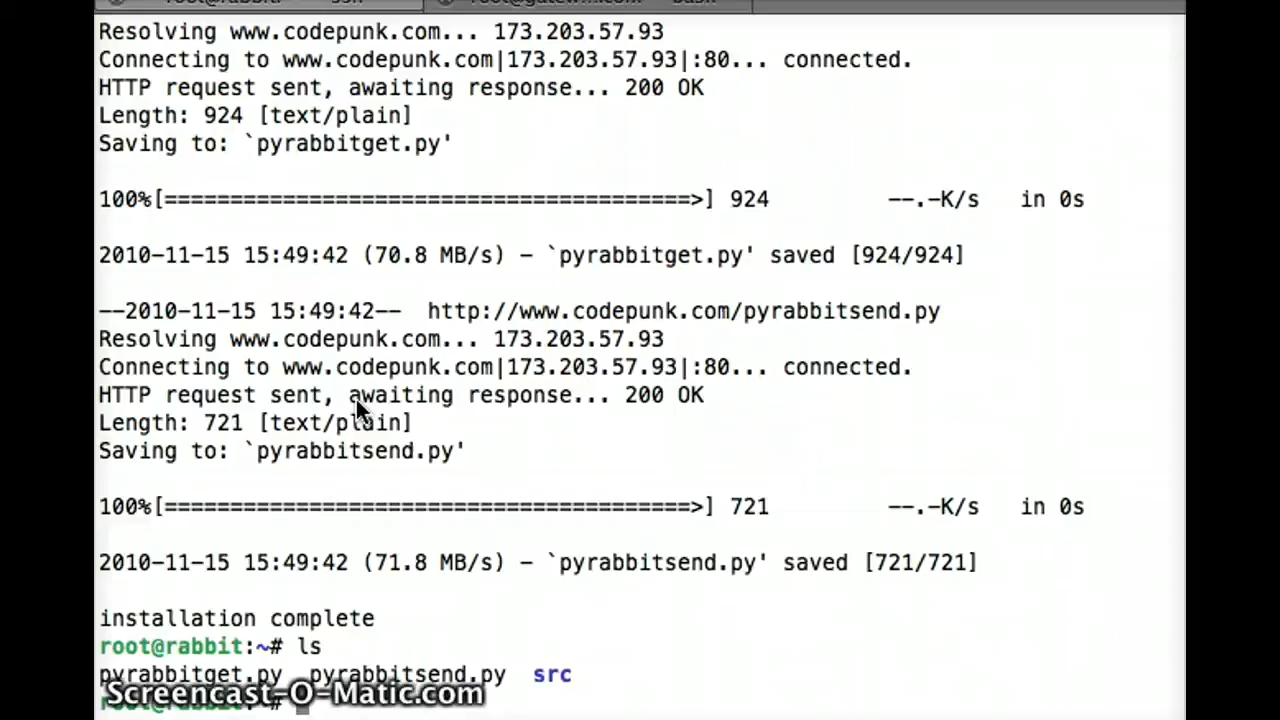 Resolving www.codepunk.com... 173.203.57.93
Connecting to www.codepunk.com|173.203.57.93|:80... connected.
HTTP request sent, awaiting response... 200 OK
Length: 924 [text/plain]
Saving to: `pyrabbitget.py'
100%[========================================>] 924 --.-K/s in 0s
2010-11-15 15:49:42 (70.8 MB/s) - `pyrabbitget.py' saved [924/924]
--2010-11-15 15:49:42-- http://www.codepunk.com/pyrabbitsend.py
Resolving www.codepunk.com... 173.203.57.93
Connecting to www.codepunk.com|173.203.57.93|:80... connected.
HTTP request sent, awaiting response... 200 OK
Length: 721 [text/plain]
Saving to: `pyrabbitsend.py'
100%[========================================>] 721 --.-K/s in 0s
2010-11-15 15:49:42 (71.8 MB/s) - `pyrabbitsend.py' saved [721/721]
installation complete
root@rabbit:~# ls
pyrabbitget.py pyrabbitsend.py src
Screencast-O-Matic.com
root@rabbit:~#